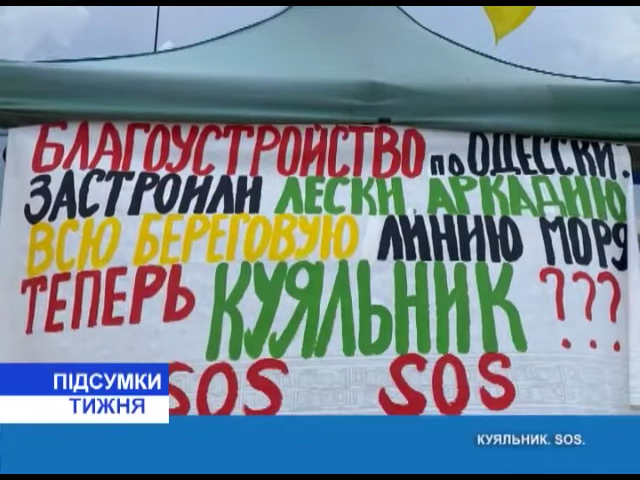 БЛАГОУСТРОЙСТВО ПО ОДЕССКИ.
ЗАСТРОИЛИ ЛЕСКИ, АРКАДИЮ
ВСЮ БЕРЕГОВУЮ ЛИНИЮ МОРЯ
ТЕПЕРЬ КУЯЛЬНИК ???
SOS SOS
ПІДСУМКИ
ТИЖНЯ
КУЯЛЬНИК. SOS.